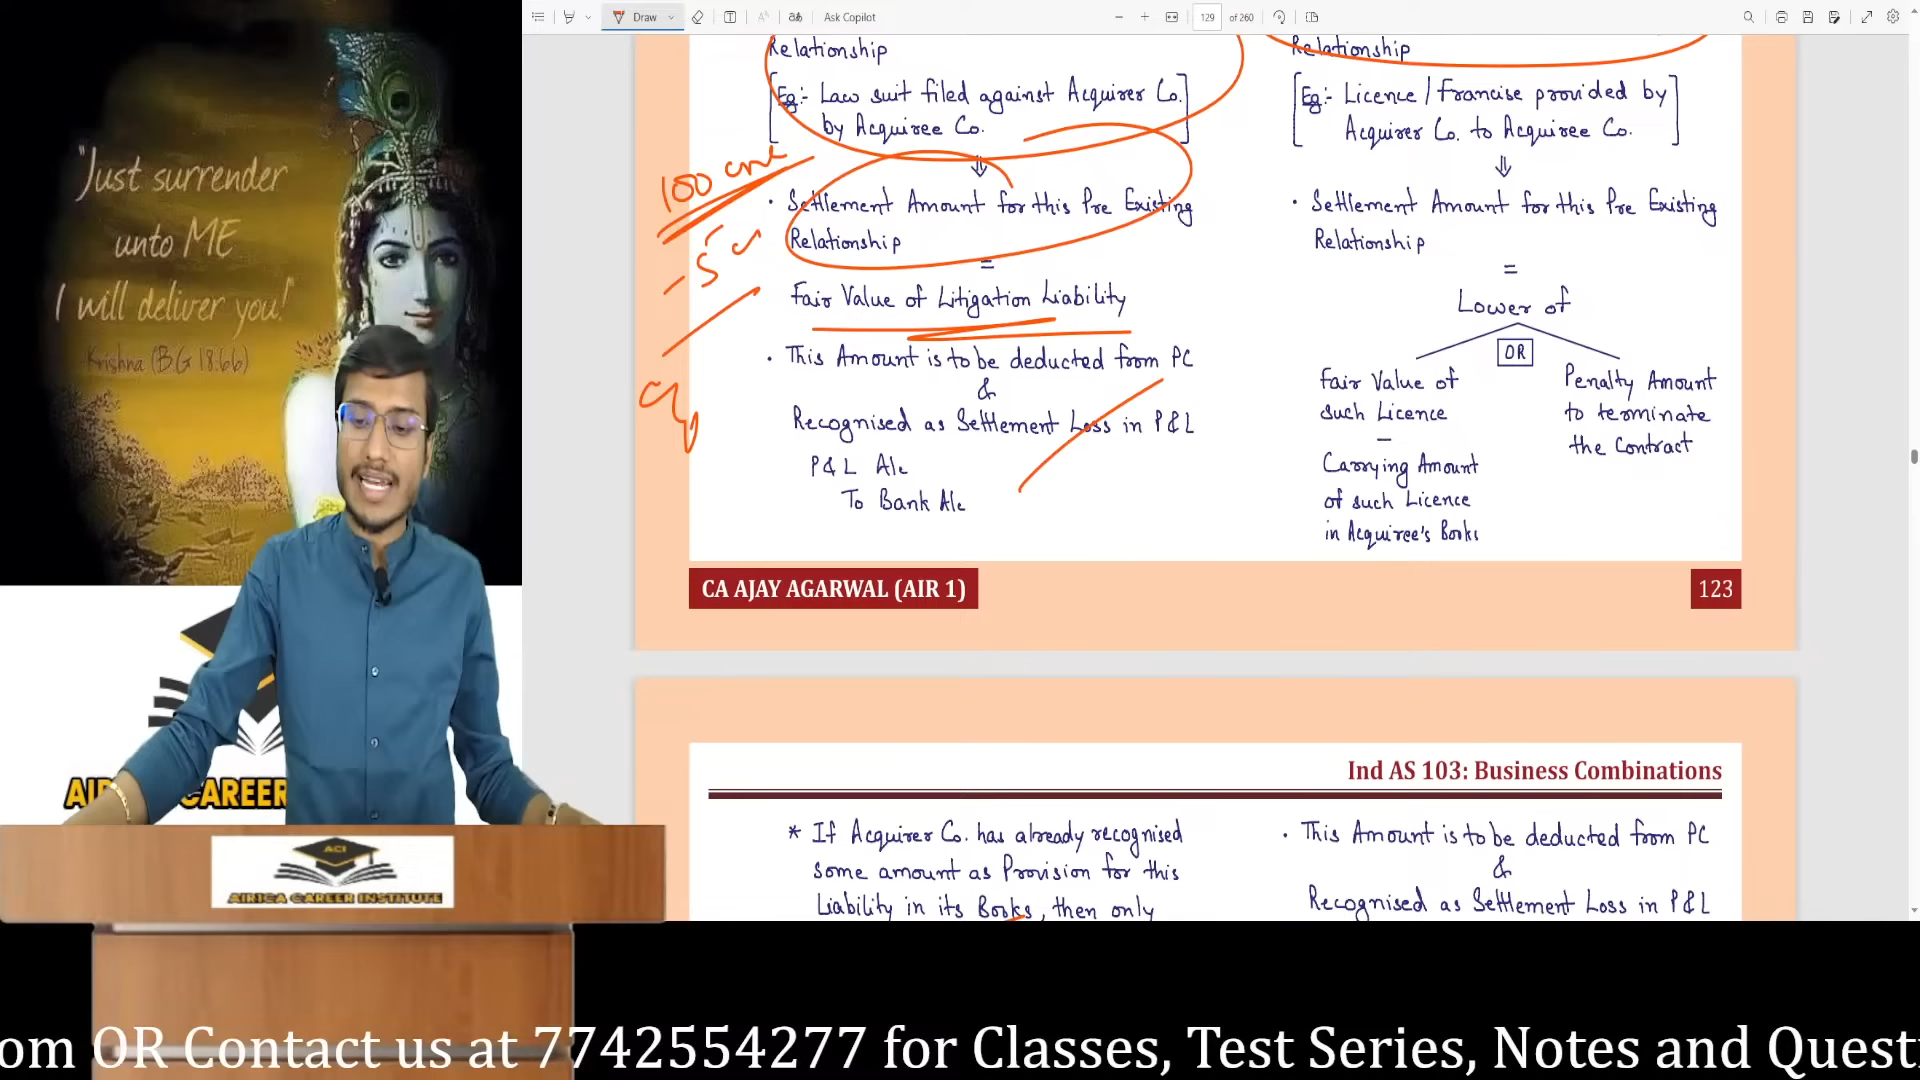 Draw
Ask Copilot
129 of 260
"Just surrender
unto ME
I will deliver you!"
Krishna (B.G 18.66)
Relationship
[Eg:- Law suit filed against Acquirer Co.
by Acquiree Co.]
100 crore
- 5 cr
Settlement Amount for this Pre Existing
Relationship
=
Fair Value of Litigation Liability
• This Amount is to be deducted from PC
&
Recognised as Settlement Loss in P&L
P&L A/c
To Bank A/c
Relationship
[Eg:- Licence / Francise provided by
Acquirer Co. to Acquiree Co.]
• Settlement Amount for this Pre Existing
Relationship
=
Lower of
OR
Fair Value of
such Licence
–
Carrying Amount
of such Licence
in Acquiree's Books
Penalty Amount
to terminate
the Contract
CA AJAY AGARWAL (AIR 1)
123
Ind AS 103: Business Combinations
* If Acquirer Co. has already recognised
some amount as Provision for this
Liability in its Books, then only
• This Amount is to be deducted from PC
&
Recognised as Settlement Loss in P&L
CAREER
ACI
AIRICA CAREER INSTITUTE
om OR Contact us at 7742554277 for Classes, Test Series, Notes and Quest